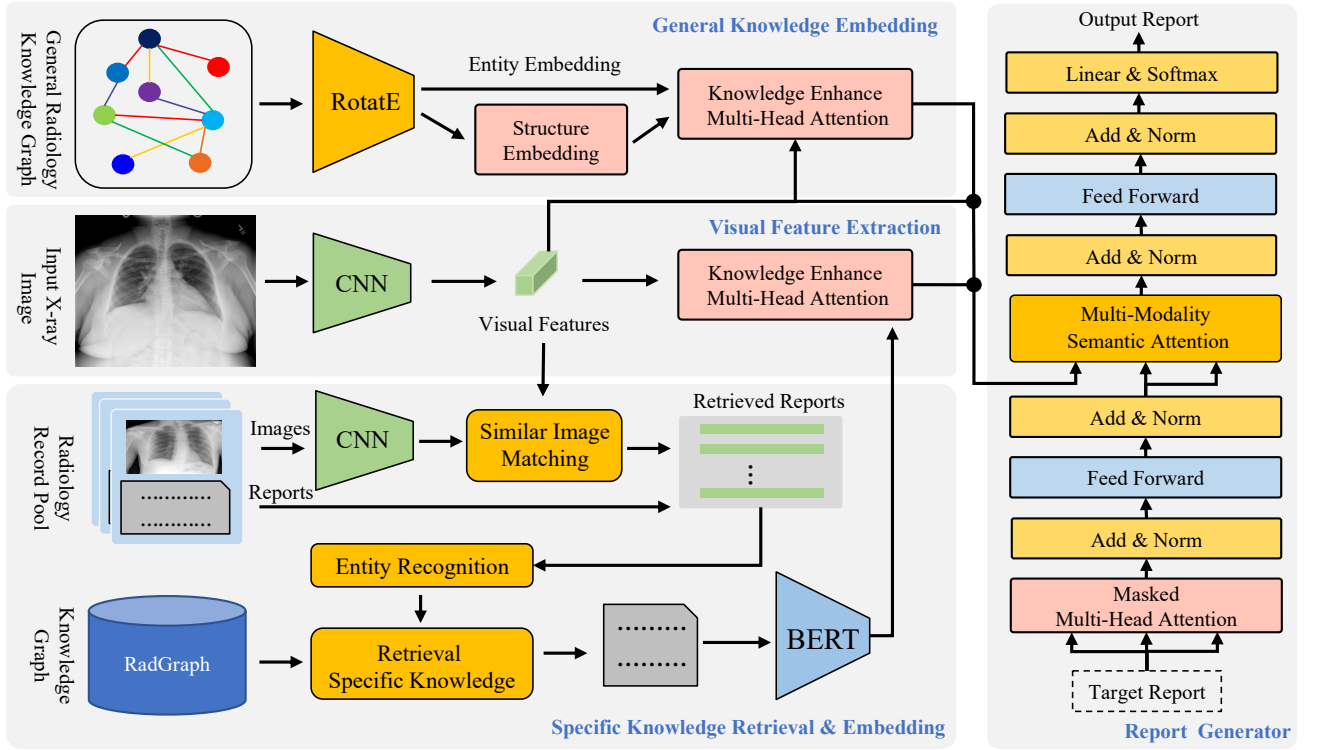 General Knowledge Embedding
General Radiology
Knowledge Graph
RotatE
Entity Embedding
Structure
Embedding
Knowledge Enhance
Multi-Head Attention
Visual Feature Extraction
Input X-ray
Image
CNN
Visual Features
Knowledge Enhance
Multi-Head Attention
Radiology
Record Pool
Images
Reports
CNN
Similar Image
Matching
Retrieved Reports
Entity Recognition
Knowledge
Graph
RadGraph
Retrieval
Specific Knowledge
BERT
Specific Knowledge Retrieval & Embedding
Output Report
Linear & Softmax
Add & Norm
Feed Forward
Add & Norm
Multi-Modality
Semantic Attention
Add & Norm
Feed Forward
Add & Norm
Masked
Multi-Head Attention
Target Report
Report Generator